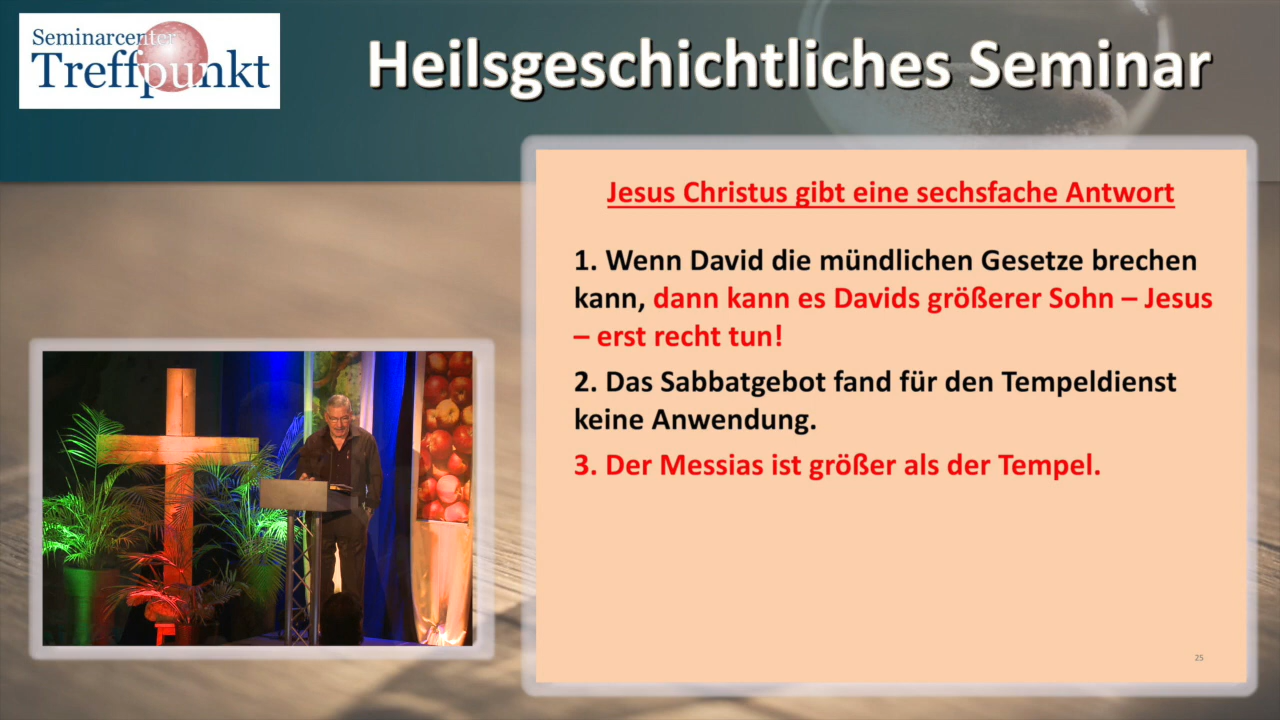 Seminarcenter
Treffpunkt
Heilsgeschichtliches Seminar
Jesus Christus gibt eine sechsfache Antwort
1. Wenn David die mündlichen Gesetze brechen
kann, dann kann es Davids größerer Sohn – Jesus
– erst recht tun!
2. Das Sabbatgebot fand für den Tempeldienst
keine Anwendung.
3. Der Messias ist größer als der Tempel.
25